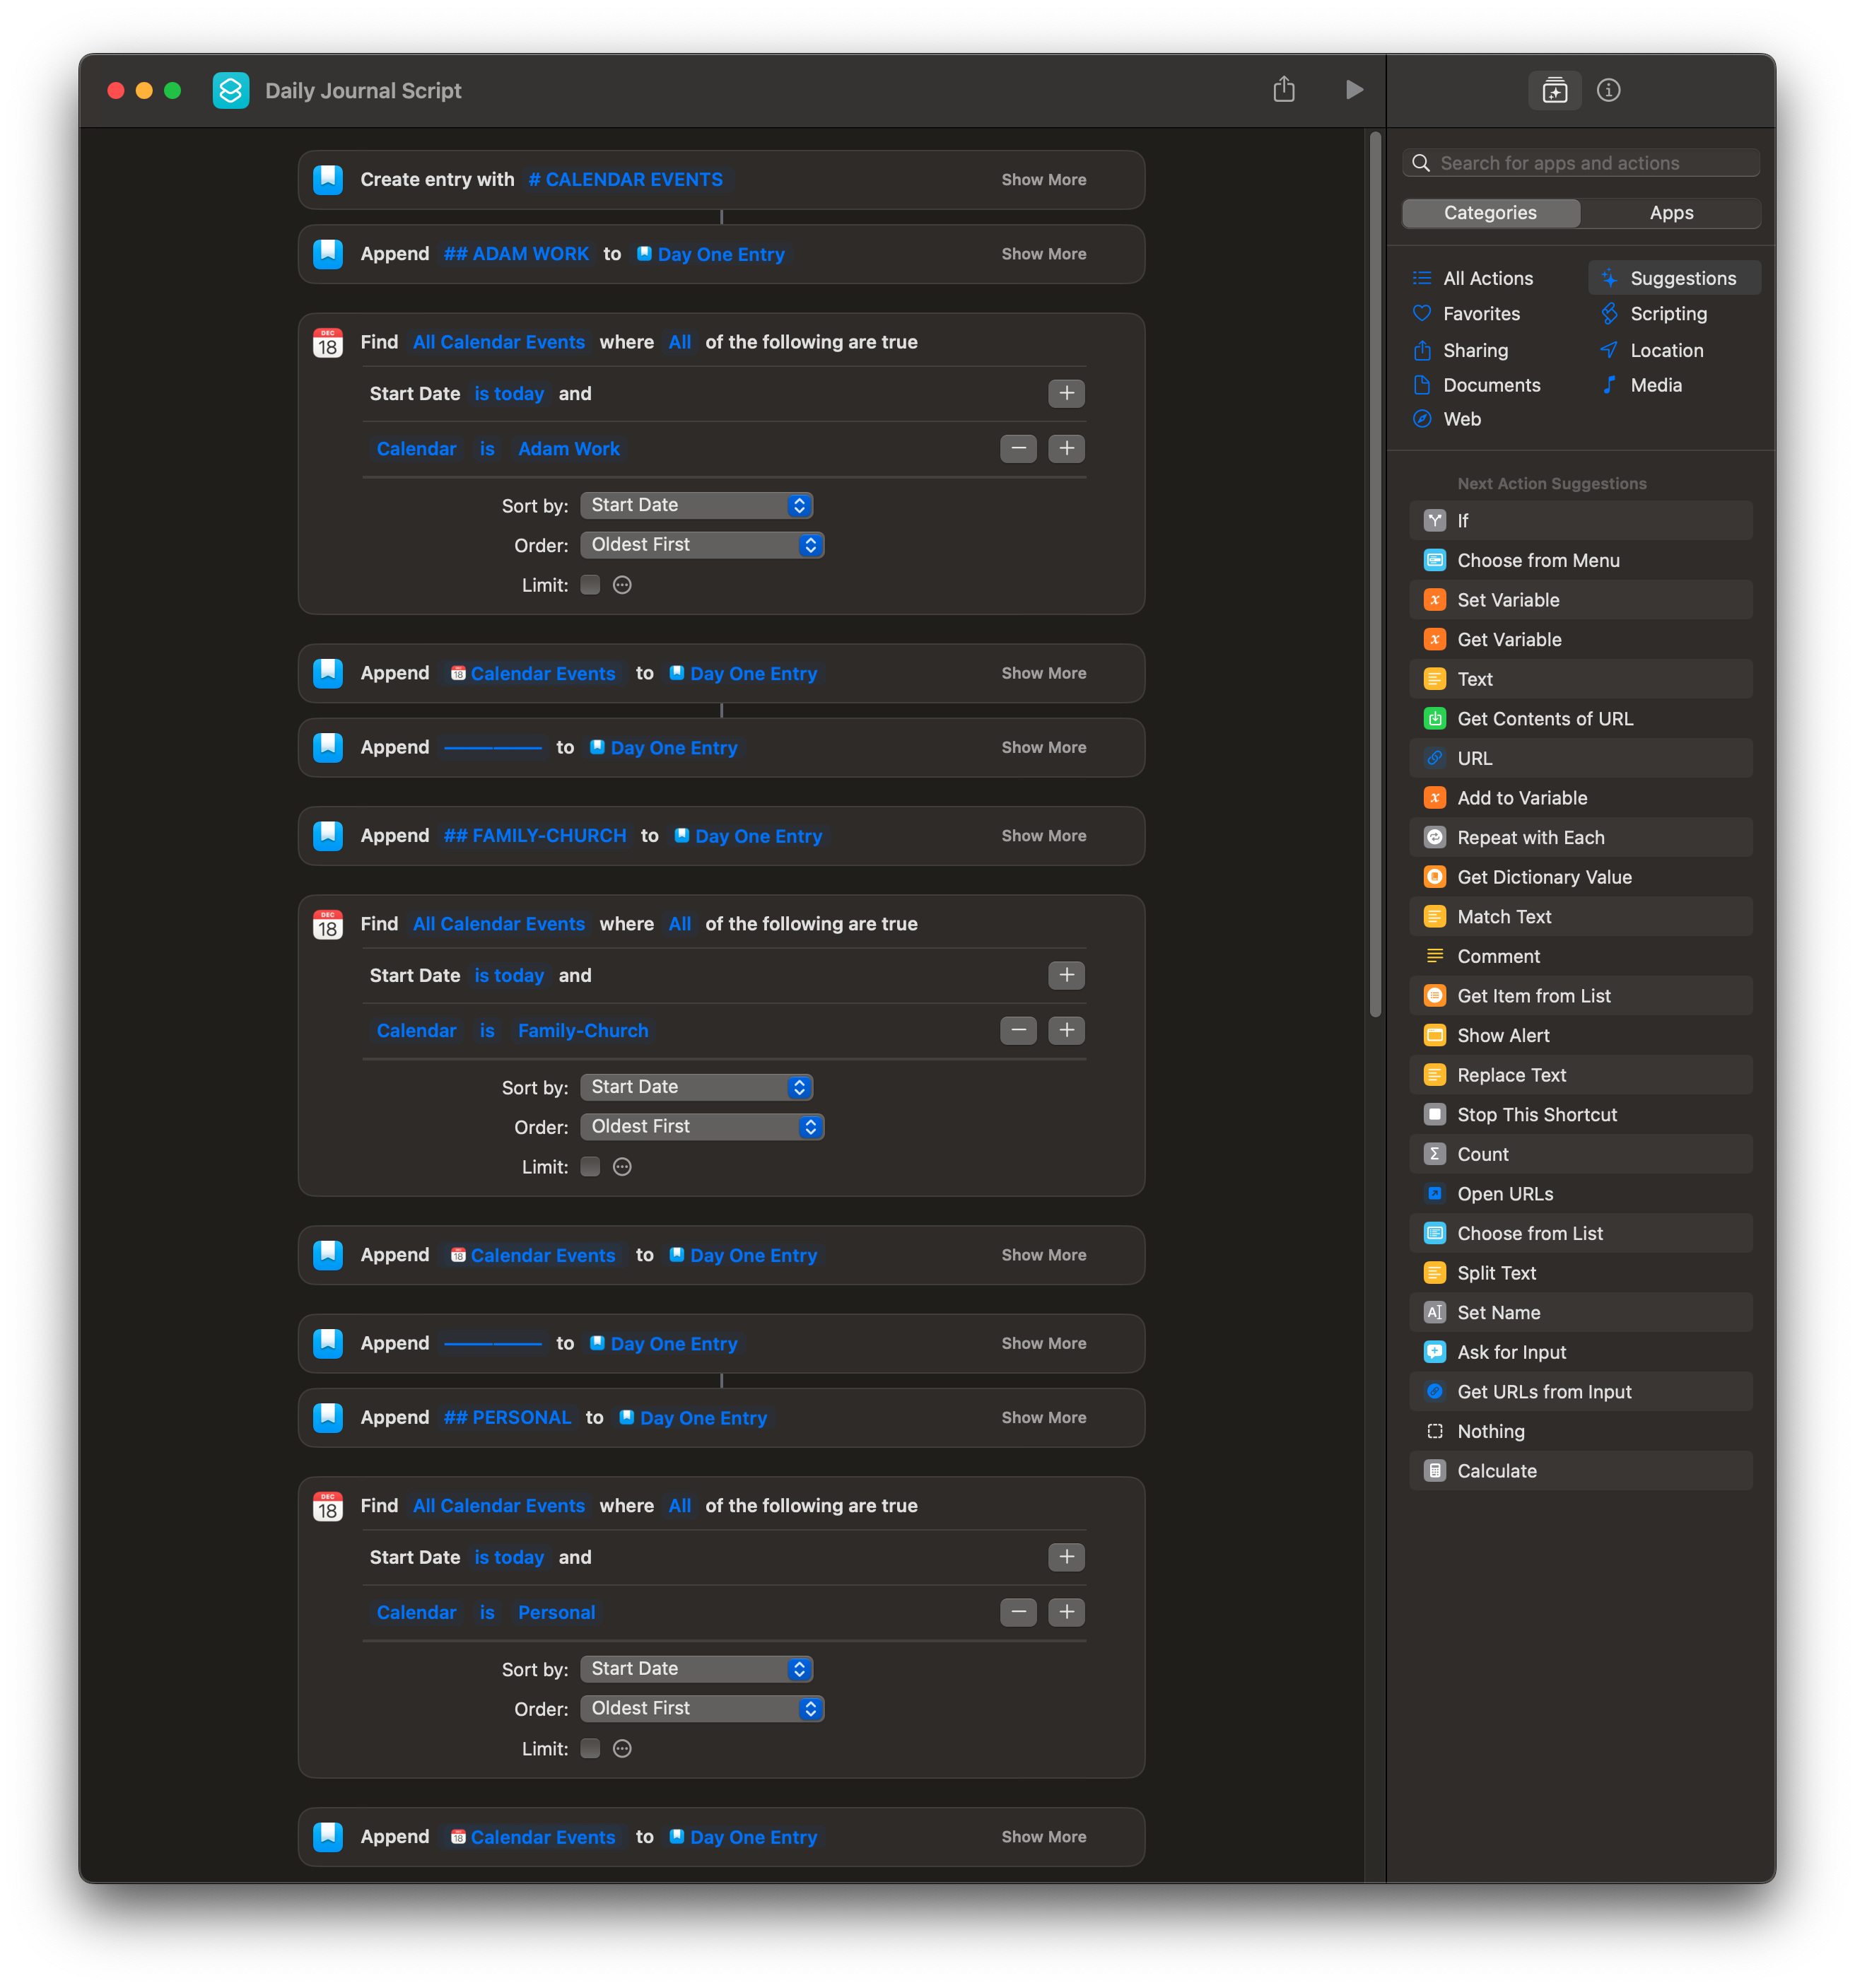 Daily Journal Script
Create entry with # CALENDAR EVENTS Show More
Append ## ADAM WORK to Day One Entry Show More
DEC
18
Find All Calendar Events where All of the following are true
Start Date is today and
Calendar is Adam Work
Sort by: Start Date
Order: Oldest First
Limit:
Append 18 Calendar Events to Day One Entry Show More
Append ———— to Day One Entry Show More
Append ## FAMILY-CHURCH to Day One Entry Show More
DEC
18
Find All Calendar Events where All of the following are true
Start Date is today and
Calendar is Family-Church
Sort by: Start Date
Order: Oldest First
Limit:
Append 18 Calendar Events to Day One Entry Show More
Append ———— to Day One Entry Show More
Append ## PERSONAL to Day One Entry Show More
DEC
18
Find All Calendar Events where All of the following are true
Start Date is today and
Calendar is Personal
Sort by: Start Date
Order: Oldest First
Limit:
Append 18 Calendar Events to Day One Entry Show More
Search for apps and actions
Categories Apps
All Actions Suggestions
Favorites Scripting
Sharing Location
Documents Media
Web
Next Action Suggestions
If
Choose from Menu
x Set Variable
x Get Variable
Text
Get Contents of URL
URL
x Add to Variable
Repeat with Each
Get Dictionary Value
Match Text
Comment
Get Item from List
Show Alert
Replace Text
Stop This Shortcut
Σ Count
Open URLs
Choose from List
Split Text
A Set Name
Ask for Input
Get URLs from Input
Nothing
Calculate